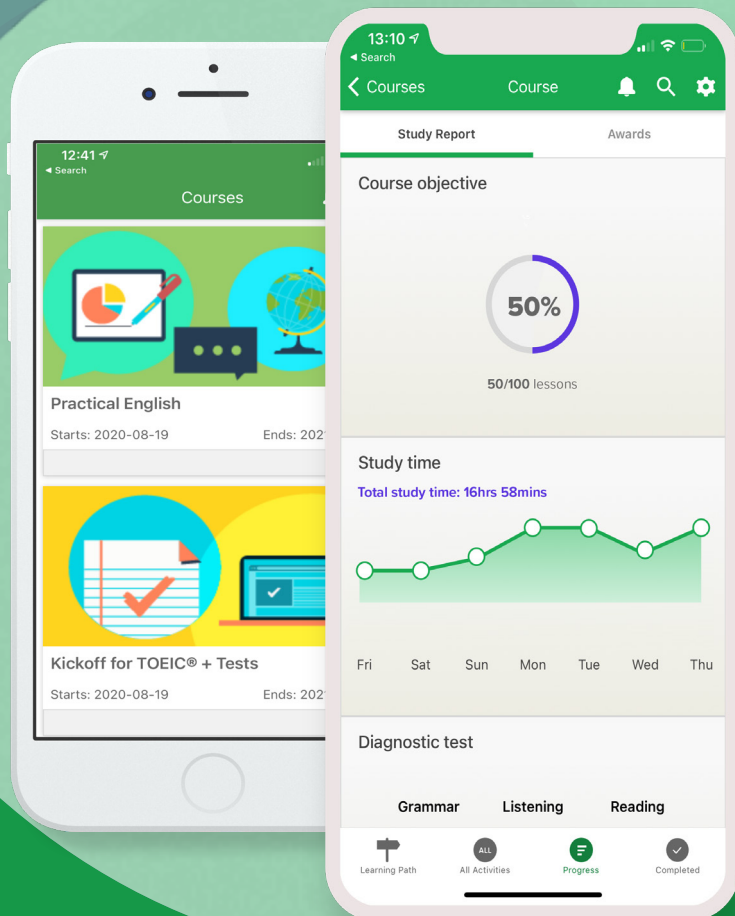 12:41
◄ Search
Courses
Practical English
Starts: 2020-08-19 Ends: 202
Kickoff for TOEIC® + Tests
Starts: 2020-08-19 Ends: 202
13:10
◄ Search
Courses Course
Study Report Awards
Course objective
50%
50/100 lessons
Study time
Total study time: 16hrs 58mins
Fri Sat Sun Mon Tue Wed Thu
Diagnostic test
Grammar Listening Reading
ALL
Learning Path All Activities Progress Completed